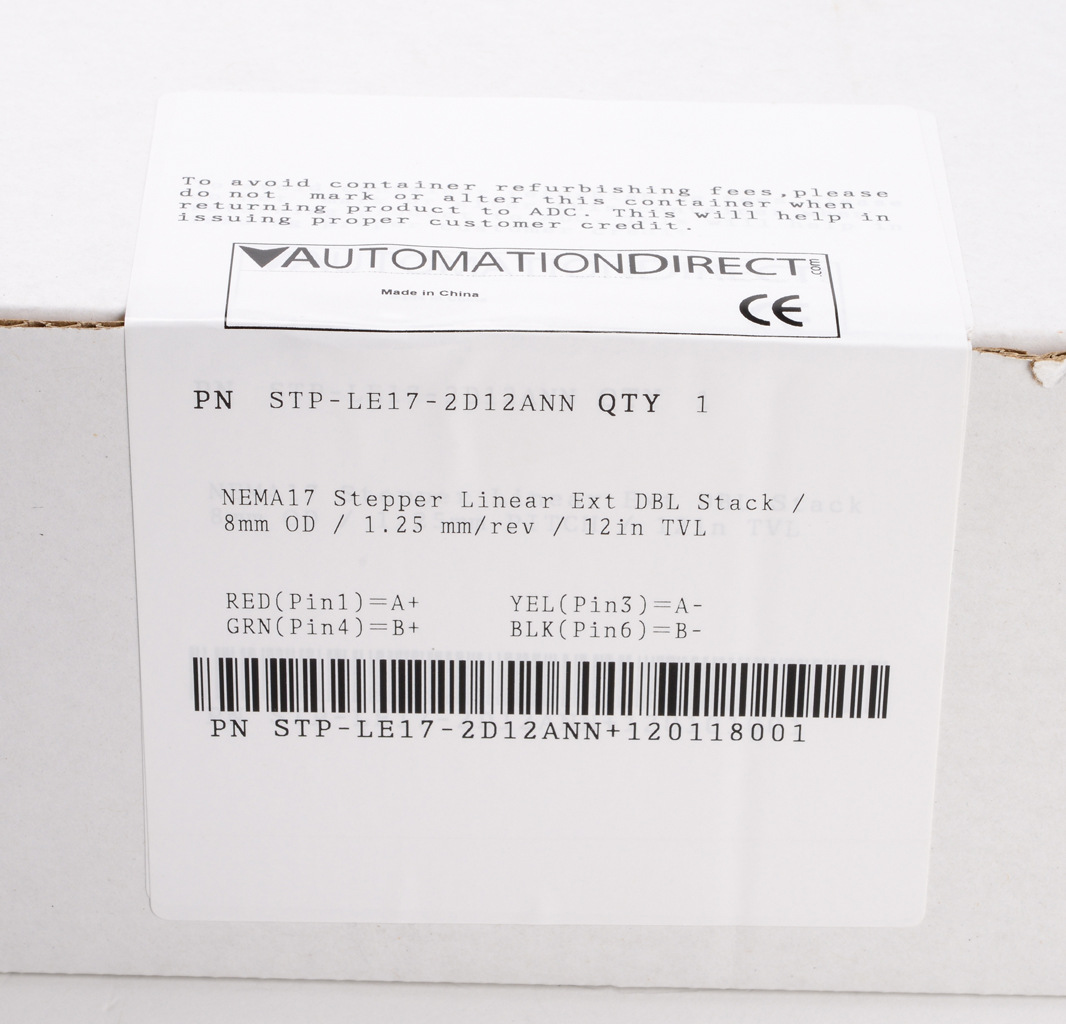 To avoid container refurbishing fees,please
do not mark or alter this container when
returning product to ADC. This will help in
issuing proper customer credit.
AUTOMATIONDIRECT.com
Made in China
CE
PN STP-LE17-2D12ANN QTY 1
NEMA17 Stepper Linear Ext DBL Stack /
8mm OD / 1.25 mm/rev / 12in TVL
RED(Pin1)=A+ YEL(Pin3)=A-
GRN(Pin4)=B+ BLK(Pin6)=B-
PN STP-LE17-2D12ANN+120118001